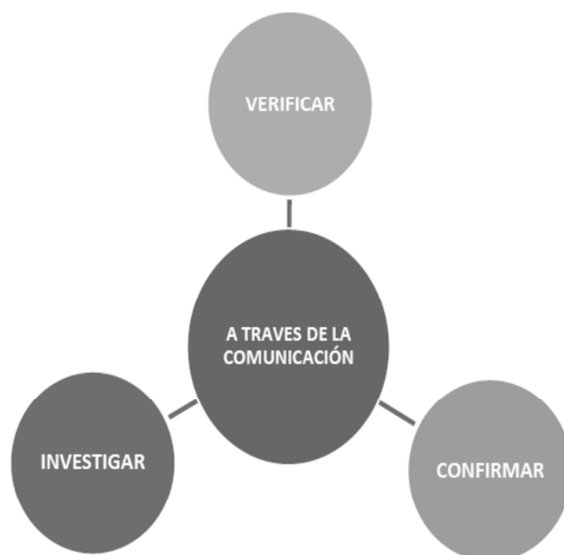 VERIFICAR
A TRAVES DE LA
COMUNICACIÓN
INVESTIGAR
CONFIRMAR